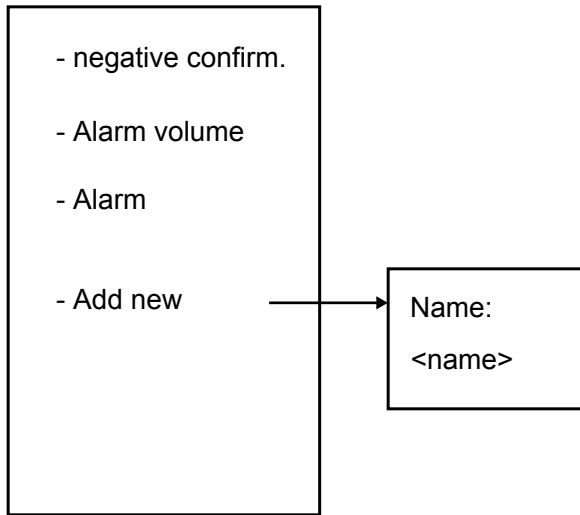 - negative confirm.
- Alarm volume
- Alarm
- Add new
Name:
<name>